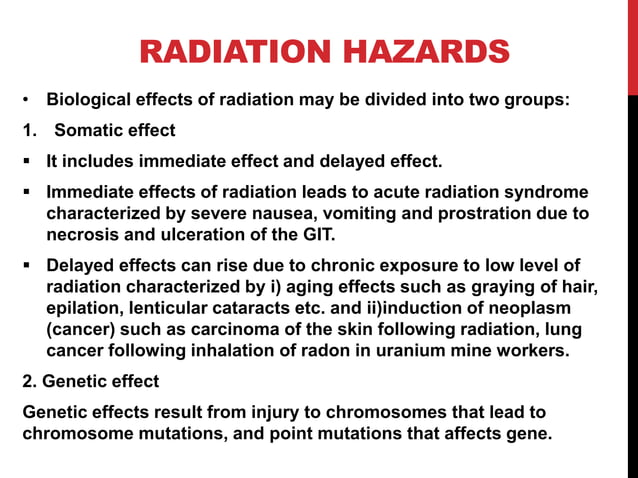 RADIATION HAZARDS
• Biological effects of radiation may be divided into two groups:
1. Somatic effect
▪ It includes immediate effect and delayed effect.
▪ Immediate effects of radiation leads to acute radiation syndrome
characterized by severe nausea, vomiting and prostration due to
necrosis and ulceration of the GIT.
▪ Delayed effects can rise due to chronic exposure to low level of
radiation characterized by i) aging effects such as graying of hair,
epilation, lenticular cataracts etc. and ii)induction of neoplasm
(cancer) such as carcinoma of the skin following radiation, lung
cancer following inhalation of radon in uranium mine workers.
2. Genetic effect
Genetic effects result from injury to chromosomes that lead to
chromosome mutations, and point mutations that affects gene.